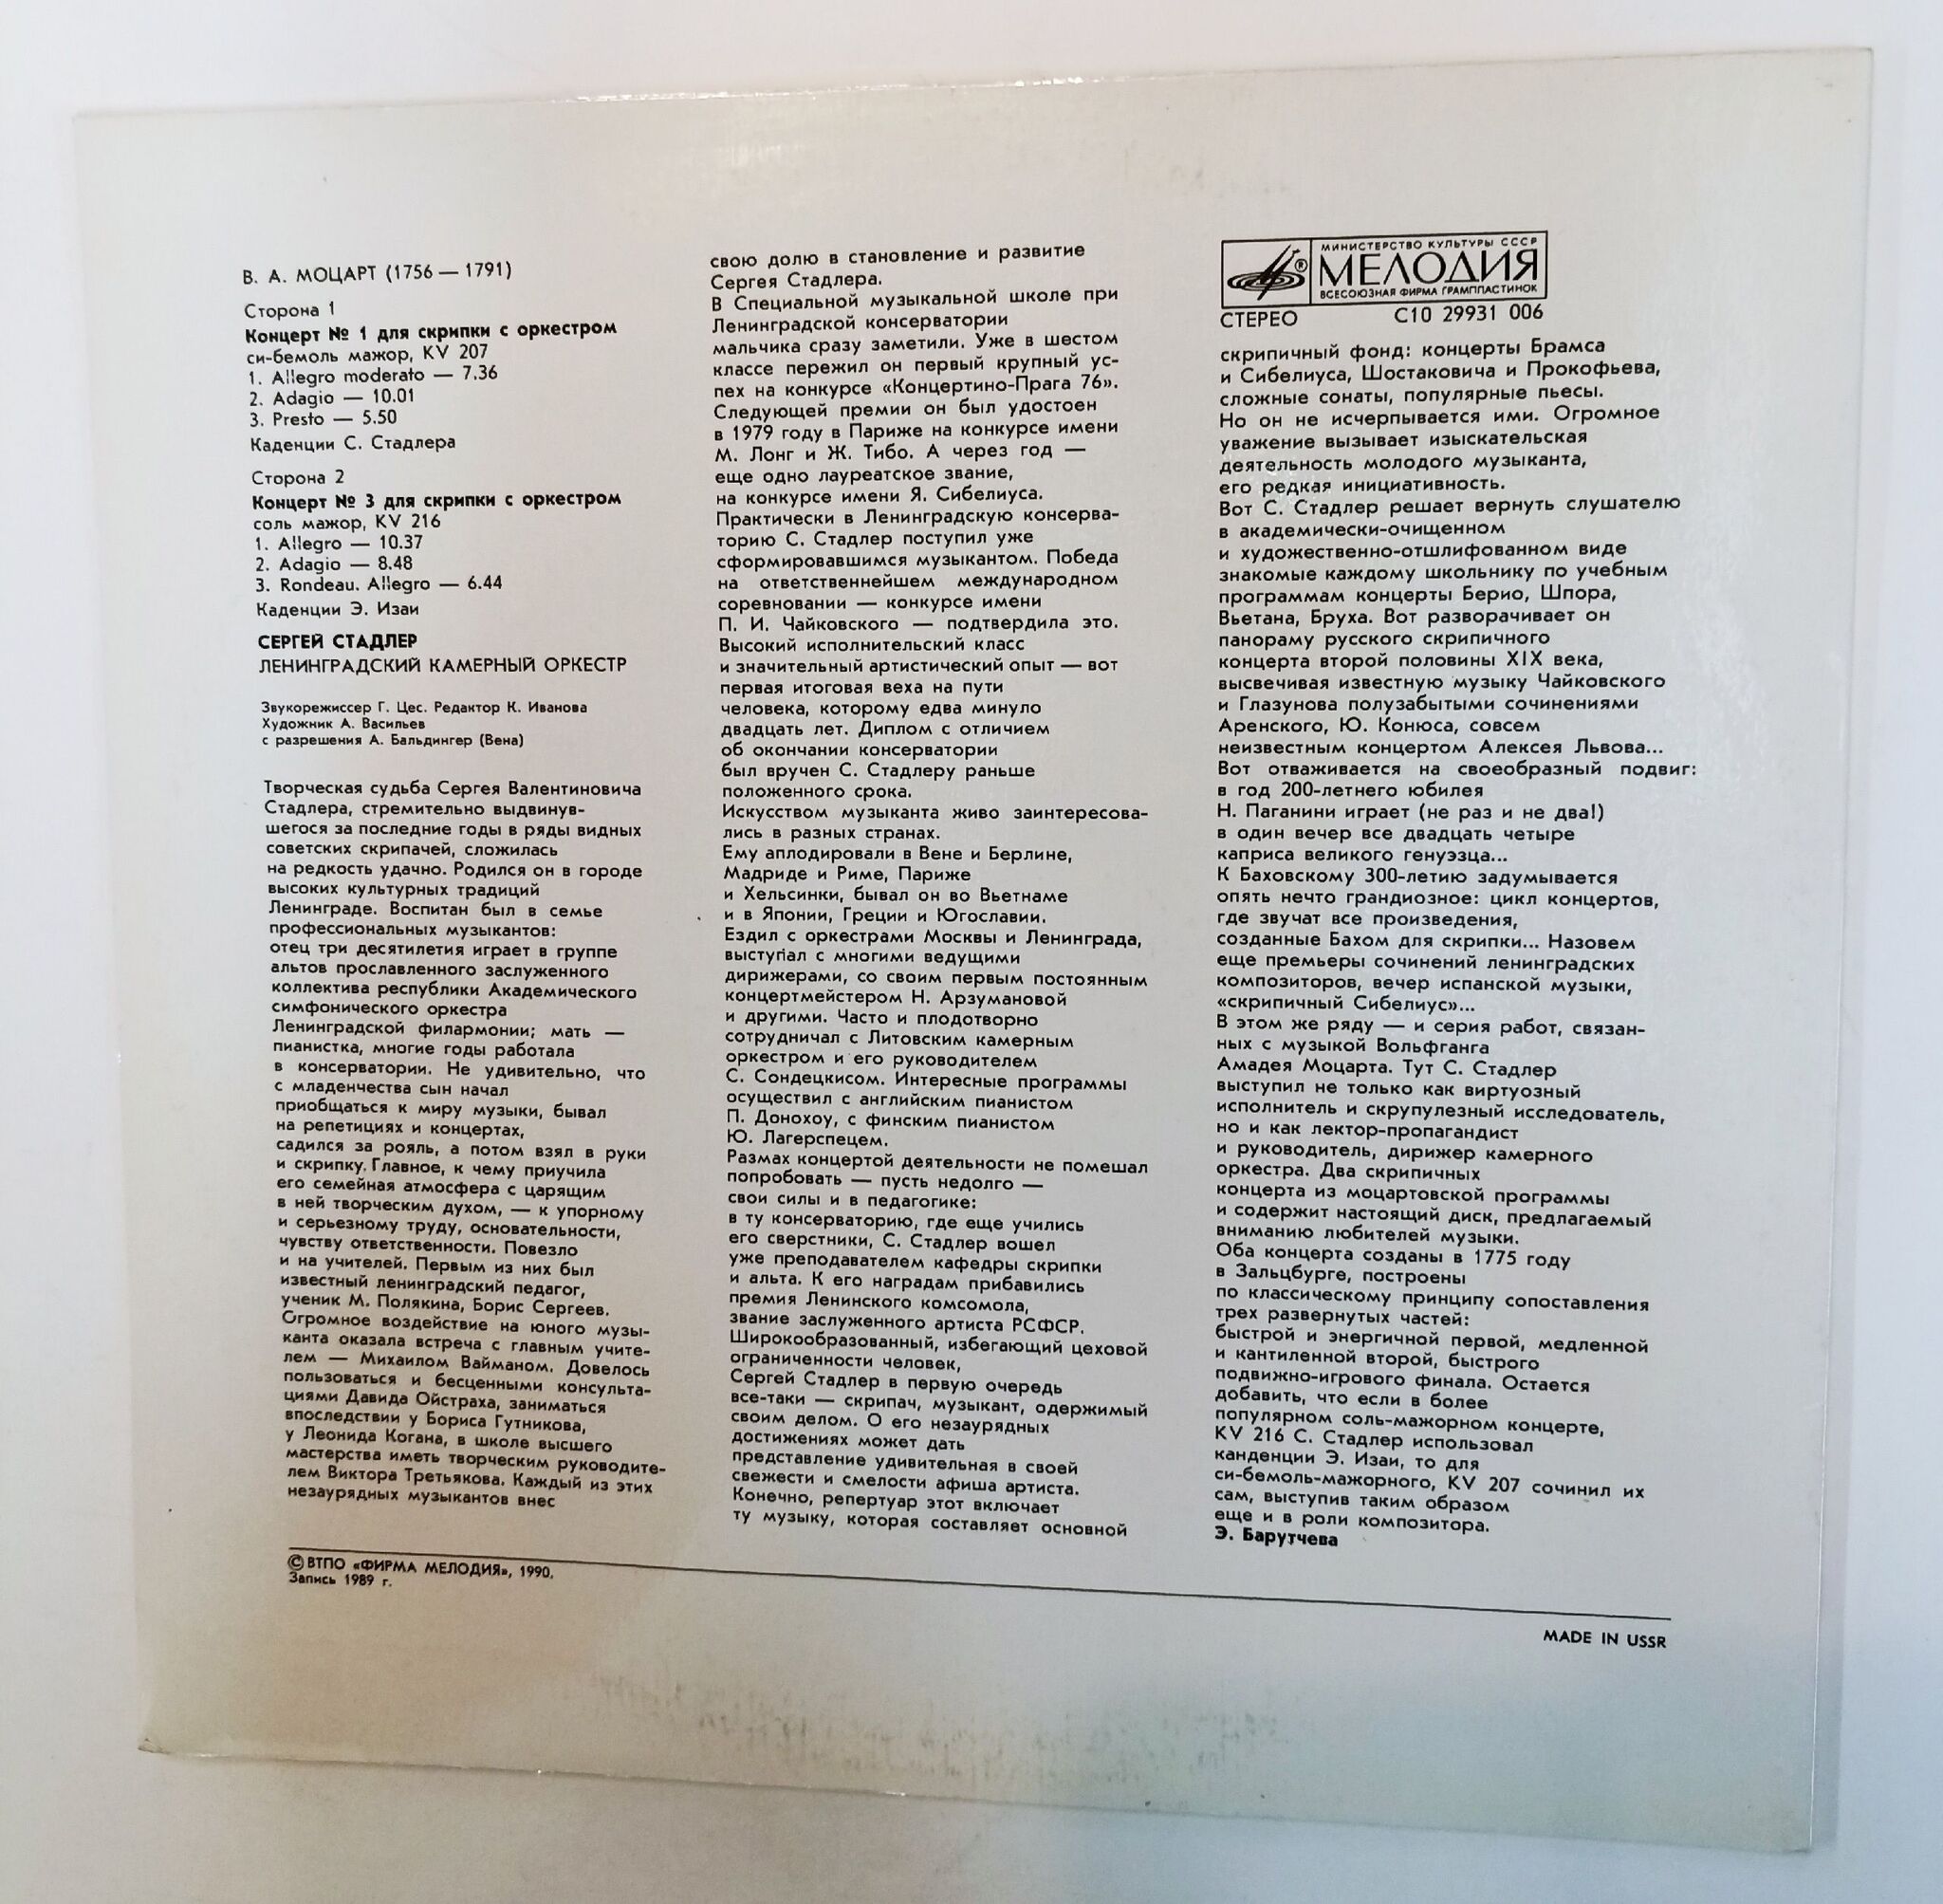 В. А. МОЦАРТ (1756 — 1791)
Сторона 1
Концерт № 1 для скрипки с оркестром
си-бемоль мажор, KV 207
1. Allegro moderato — 7.36
2. Adagio — 10.01
3. Presto — 5.50
Каденции С. Стадлера
Сторона 2
Концерт № 3 для скрипки с оркестром
соль мажор, KV 216
1. Allegro — 10.37
2. Adagio — 8.48
3. Rondeau. Allegro — 6.44
Каденции Э. Изаи
СЕРГЕЙ СТАДЛЕР
ЛЕНИНГРАДСКИЙ КАМЕРНЫЙ ОРКЕСТР
Звукорежиссер Г. Цес. Редактор К. Иванова
Художник А. Васильев
с разрешения А. Бальдингер (Вена)
Творческая судьба Сергея Валентиновича
Стадлера, стремительно выдвинув-
шегося за последние годы в ряды видных
советских скрипачей, сложилась
на редкость удачно. Родился он в городе
высоких культурных традиций
Ленинграде. Воспитан был в семье
профессиональных музыкантов:
отец три десятилетия играет в группе
альтов прославленного заслуженного
коллектива республики Академического
симфонического оркестра
Ленинградской филармонии; мать —
пианистка, многие годы работала
в консерватории. Не удивительно, что
с младенчества сын начал
приобщаться к миру музыки, бывал
на репетициях и концертах,
садился за рояль, а потом взял в руки
и скрипку. Главное, к чему приучила
его семейная атмосфера с царящим
в ней творческим духом, — к упорному
и серьезному труду, основательности,
чувству ответственности. Повезло
и на учителей. Первым из них был
известный ленинградский педагог,
ученик М. Полякина, Борис Сергеев.
Огромное воздействие на юного музы-
канта оказала встреча с главным учите-
лем — Михаилом Вайманом. Довелось
пользоваться и бесценными консульта-
циями Давида Ойстраха, заниматься
впоследствии у Бориса Гутникова,
у Леонида Когана, в школе высшего
мастерства иметь творческим руководите-
лем Виктора Третьякова. Каждый из этих
незаурядных музыкантов внес
свою долю в становление и развитие
Сергея Стадлера.
В Специальной музыкальной школе при
Ленинградской консерватории
мальчика сразу заметили. Уже в шестом
классе пережил он первый крупный ус-
пех на конкурсе «Концертино-Прага 76».
Следующей премии он был удостоен
в 1979 году в Париже на конкурсе имени
М. Лонг и Ж. Тибо. А через год —
еще одно лауреатское звание,
на конкурсе имени Я. Сибелиуса.
Практически в Ленинградскую консерва-
торию С. Стадлер поступил уже
сформировавшимся музыкантом. Победа
на ответственнейшем международном
соревновании — конкурсе имени
П. И. Чайковского — подтвердила это.
Высокий исполнительский класс
и значительный артистический опыт — вот
первая итоговая веха на пути
человека, которому едва минуло
двадцать лет. Диплом с отличием
об окончании консерватории
был вручен С. Стадлеру раньше
положенного срока.
Искусством музыканта живо заинтересова-
лись в разных странах.
Ему аплодировали в Вене и Берлине,
Мадриде и Риме, Париже
и Хельсинки, бывал он во Вьетнаме
и в Японии, Греции и Югославии.
Ездил с оркестрами Москвы и Ленинграда,
выступал с многими ведущими
дирижерами, со своим первым постоянным
концертмейстером Н. Арзумановой
и другими. Часто и плодотворно
сотрудничал с Литовским камерным
оркестром и его руководителем
С. Сондецкисом. Интересные программы
осуществил с английским пианистом
П. Донохоу, с финским пианистом
Ю. Лагерспецем.
Размах концертой деятельности не помешал
попробовать — пусть недолго —
свои силы и в педагогике:
в ту консерваторию, где еще учились
его сверстники, С. Стадлер вошел
уже преподавателем кафедры скрипки
и альта. К его наградам прибавились
премия Ленинского комсомола,
звание заслуженного артиста РСФСР.
Широкообразованный, избегающий цеховой
ограниченности человек,
Сергей Стадлер в первую очередь
все-таки — скрипач, музыкант, одержимый
своим делом. О его незаурядных
достижениях может дать
представление удивительная в своей
свежести и смелости афиша артиста.
Конечно, репертуар этот включает
ту музыку, которая составляет основной
МИНИСТЕРСТВО КУЛЬТУРЫ СССР
МЕЛОДИЯ
ВСЕСОЮЗНАЯ ФИРМА ГРАМПЛАСТИНОК
СТЕРЕО С10 29931 006
скрипичный фонд: концерты Брамса
и Сибелиуса, Шостаковича и Прокофьева,
сложные сонаты, популярные пьесы.
Но он не исчерпывается ими. Огромное
уважение вызывает изыскательская
деятельность молодого музыканта,
его редкая инициативность.
Вот С. Стадлер решает вернуть слушателю
в академически-очищенном
и художественно-отшлифованном виде
знакомые каждому школьнику по учебным
программам концерты Берио, Шпора,
Вьетана, Бруха. Вот разворачивает он
панораму русского скрипичного
концерта второй половины XIX века,
высвечивая известную музыку Чайковского
и Глазунова полузабытыми сочинениями
Аренского, Ю. Конюса, совсем
неизвестным концертом Алексея Львова...
Вот отваживается на своеобразный подвиг:
в год 200-летнего юбилея
Н. Паганини играет (не раз и не два!)
в один вечер все двадцать четыре
каприса великого генуэзца...
К Баховскому 300-летию задумывается
опять нечто грандиозное: цикл концертов,
где звучат все произведения,
созданные Бахом для скрипки... Назовем
еще премьеры сочинений ленинградских
композиторов, вечер испанской музыки,
«скрипичный Сибелиус»...
В этом же ряду — и серия работ, связан-
ных с музыкой Вольфганга
Амадея Моцарта. Тут С. Стадлер
выступил не только как виртуозный
исполнитель и скрупулезный исследователь,
но и как лектор-пропагандист
и руководитель, дирижер камерного
оркестра. Два скрипичных
концерта из моцартовской программы
и содержит настоящий диск, предлагаемый
вниманию любителей музыки.
Оба концерта созданы в 1775 году
в Зальцбурге, построены
по классическому принципу сопоставления
трех развернутых частей:
быстрой и энергичной первой, медленной
и кантиленной второй, быстрого
подвижно-игрового финала. Остается
добавить, что если в более
популярном соль-мажорном концерте,
KV 216 С. Стадлер использовал
канденции Э. Изаи, то для
си-бемоль-мажорного, KV 207 сочинил их
сам, выступив таким образом
еще и в роли композитора.
Э. Барутчева
© ВТПО «ФИРМА МЕЛОДИЯ», 1990.
Запись 1989 г.
MADE IN USSR